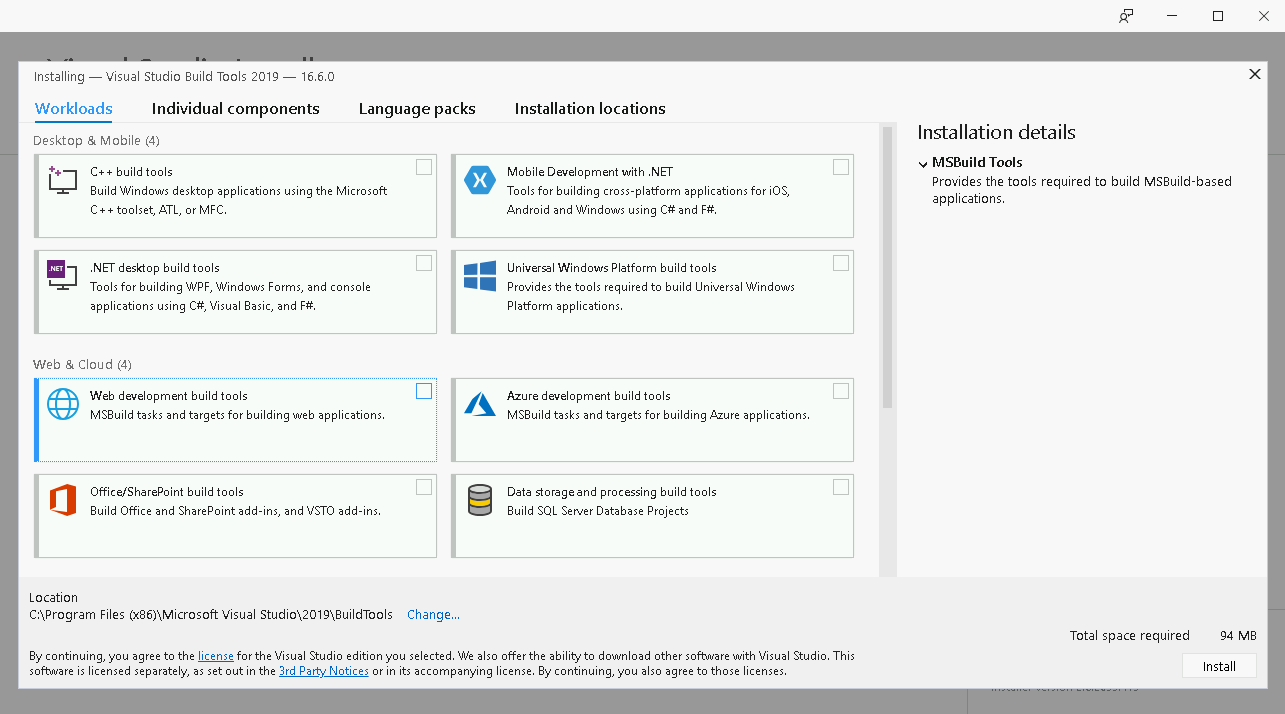 Installing — Visual Studio Build Tools 2019 — 16.6.0
Workloads
Individual components
Language packs
Installation locations
Desktop & Mobile (4)
C++ build tools
Build Windows desktop applications using the Microsoft
C++ toolset, ATL, or MFC.
Mobile Development with .NET
Tools for building cross-platform applications for iOS,
Android and Windows using C# and F#.
.NET
.NET desktop build tools
Tools for building WPF, Windows Forms, and console
applications using C#, Visual Basic, and F#.
Universal Windows Platform build tools
Provides the tools required to build Universal Windows
Platform applications.
Web & Cloud (4)
Web development build tools
MSBuild tasks and targets for building web applications.
Azure development build tools
MSBuild tasks and targets for building Azure applications.
Office/SharePoint build tools
Build Office and SharePoint add-ins, and VSTO add-ins.
Data storage and processing build tools
Build SQL Server Database Projects
Installation details
MSBuild Tools
Provides the tools required to build MSBuild-based
applications.
Location
C:\Program Files (x86)\Microsoft Visual Studio\2019\BuildTools Change...
Total space required 94 MB
By continuing, you agree to the license for the Visual Studio edition you selected. We also offer the ability to download other software with Visual Studio. This
software is licensed separately, as set out in the 3rd Party Notices or in its accompanying license. By continuing, you also agree to those licenses.
Install